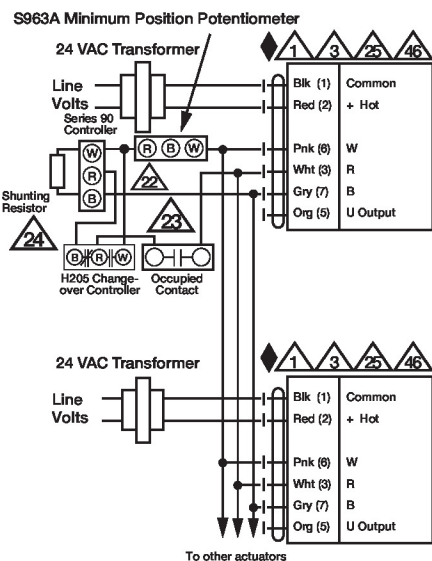 S963A Minimum Position Potentiometer
24 VAC Transformer
1 3 25 46
Line
Volts
Blk (1) Common
Red (2) + Hot
Series 90
Controller
W
R
B
R B W
Pnk (6) W
Wht (3) R
Gry (7) B
Org (5) U Output
Shunting
Resistor
22
23
24
B R W
H205 Change-
over Controller
Occupied
Contact
24 VAC Transformer
1 3 25 46
Line
Volts
Blk (1) Common
Red (2) + Hot
Pnk (6) W
Wht (3) R
Gry (7) B
Org (5) U Output
To other actuators